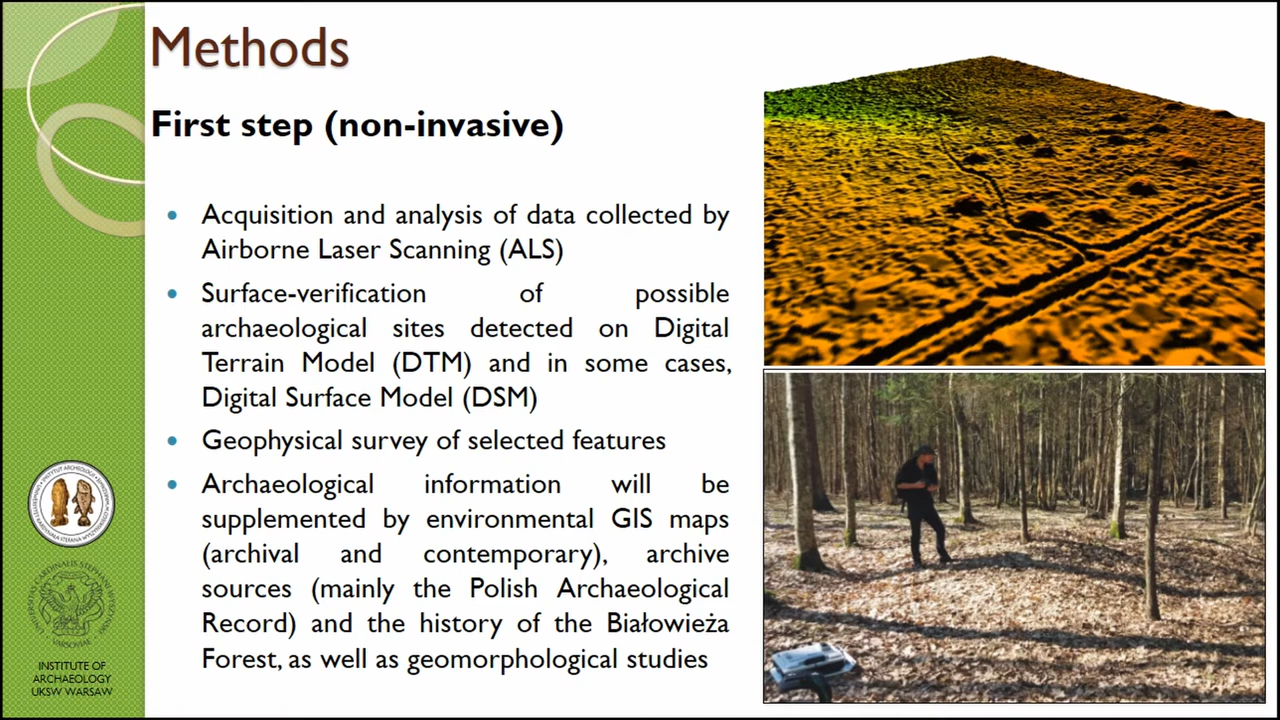 Methods
First step (non-invasive)
• Acquisition and analysis of data collected by
Airborne Laser Scanning (ALS)
• Surface-verification of possible
archaeological sites detected on Digital
Terrain Model (DTM) and in some cases,
Digital Surface Model (DSM)
• Geophysical survey of selected features
• Archaeological information will be
supplemented by environmental GIS maps
(archival and contemporary), archive
sources (mainly the Polish Archaeological
Record) and the history of the Białowieża
Forest, as well as geomorphological studies
INSTITUTE OF
ARCHAEOLOGY
UKSW WARSAW